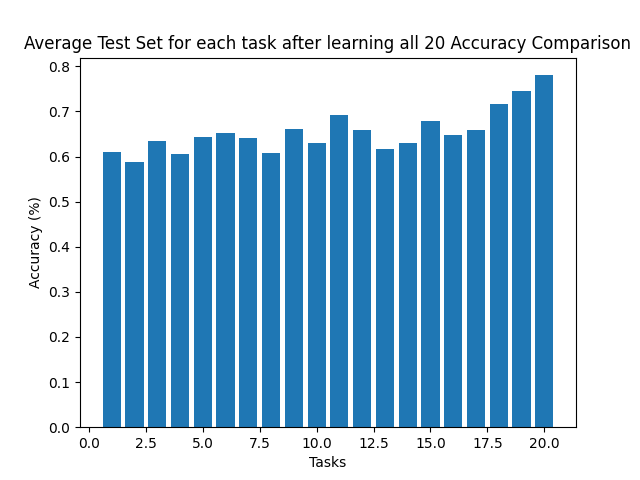 Average Test Set for each task after learning all 20 Accuracy Comparison
0.8
0.7
0.6
0.5
0.4
0.3
0.2
0.1
0.0
Accuracy (%)
0.0 2.5 5.0 7.5 10.0 12.5 15.0 17.5 20.0
Tasks